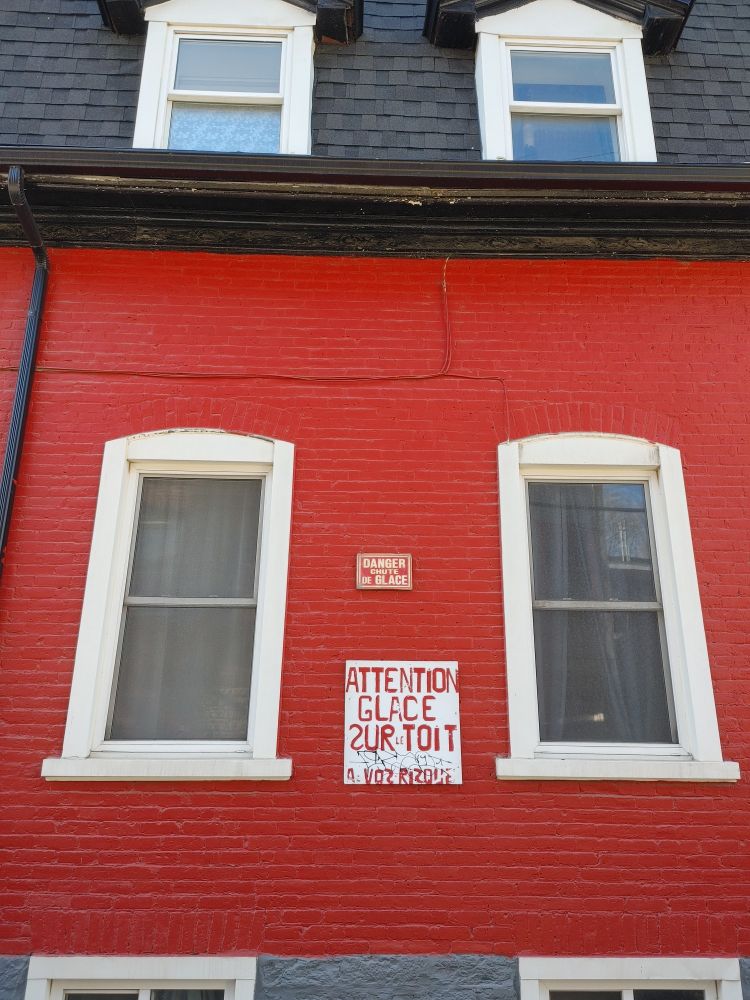 DANGER
CHUTE
DE GLACE
ATTENTION
GLACE
SUR LE TOIT
A VOZ RIZQUE